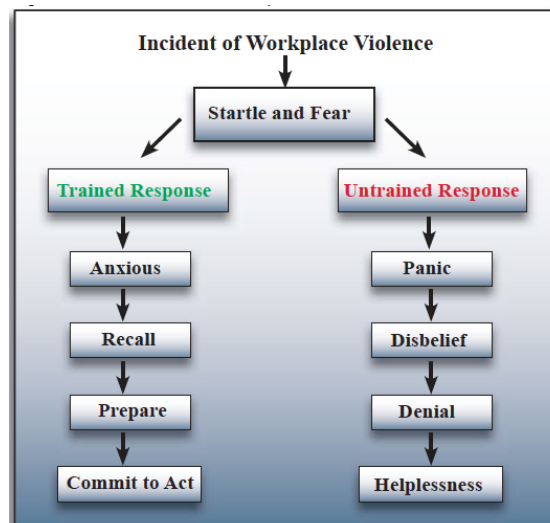 Incident of Workplace Violence
Startle and Fear
Trained Response
Untrained Response
Anxious
Panic
Recall
Disbelief
Prepare
Denial
Commit to Act
Helplessness